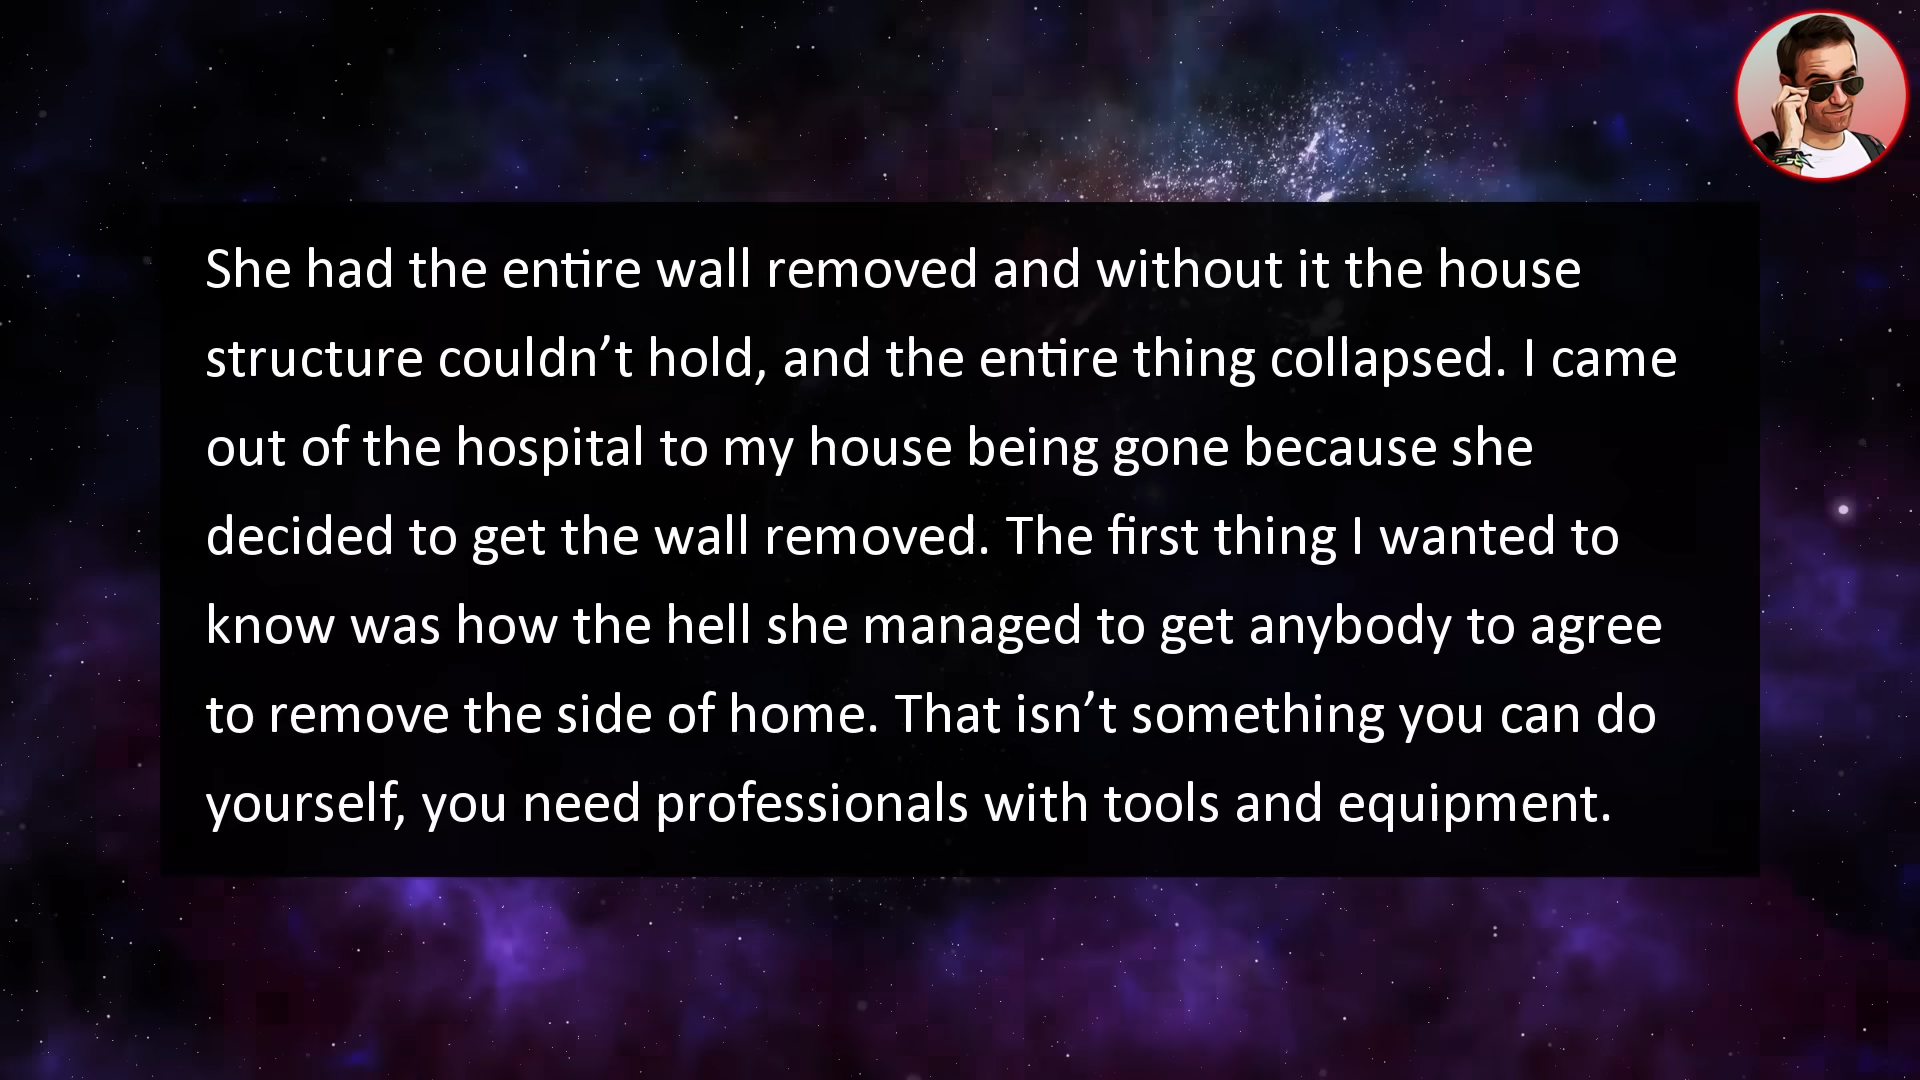 She had the entire wall removed and without it the house
structure couldn’t hold, and the entire thing collapsed. I came
out of the hospital to my house being gone because she
decided to get the wall removed. The first thing I wanted to
know was how the hell she managed to get anybody to agree
to remove the side of home. That isn’t something you can do
yourself, you need professionals with tools and equipment.